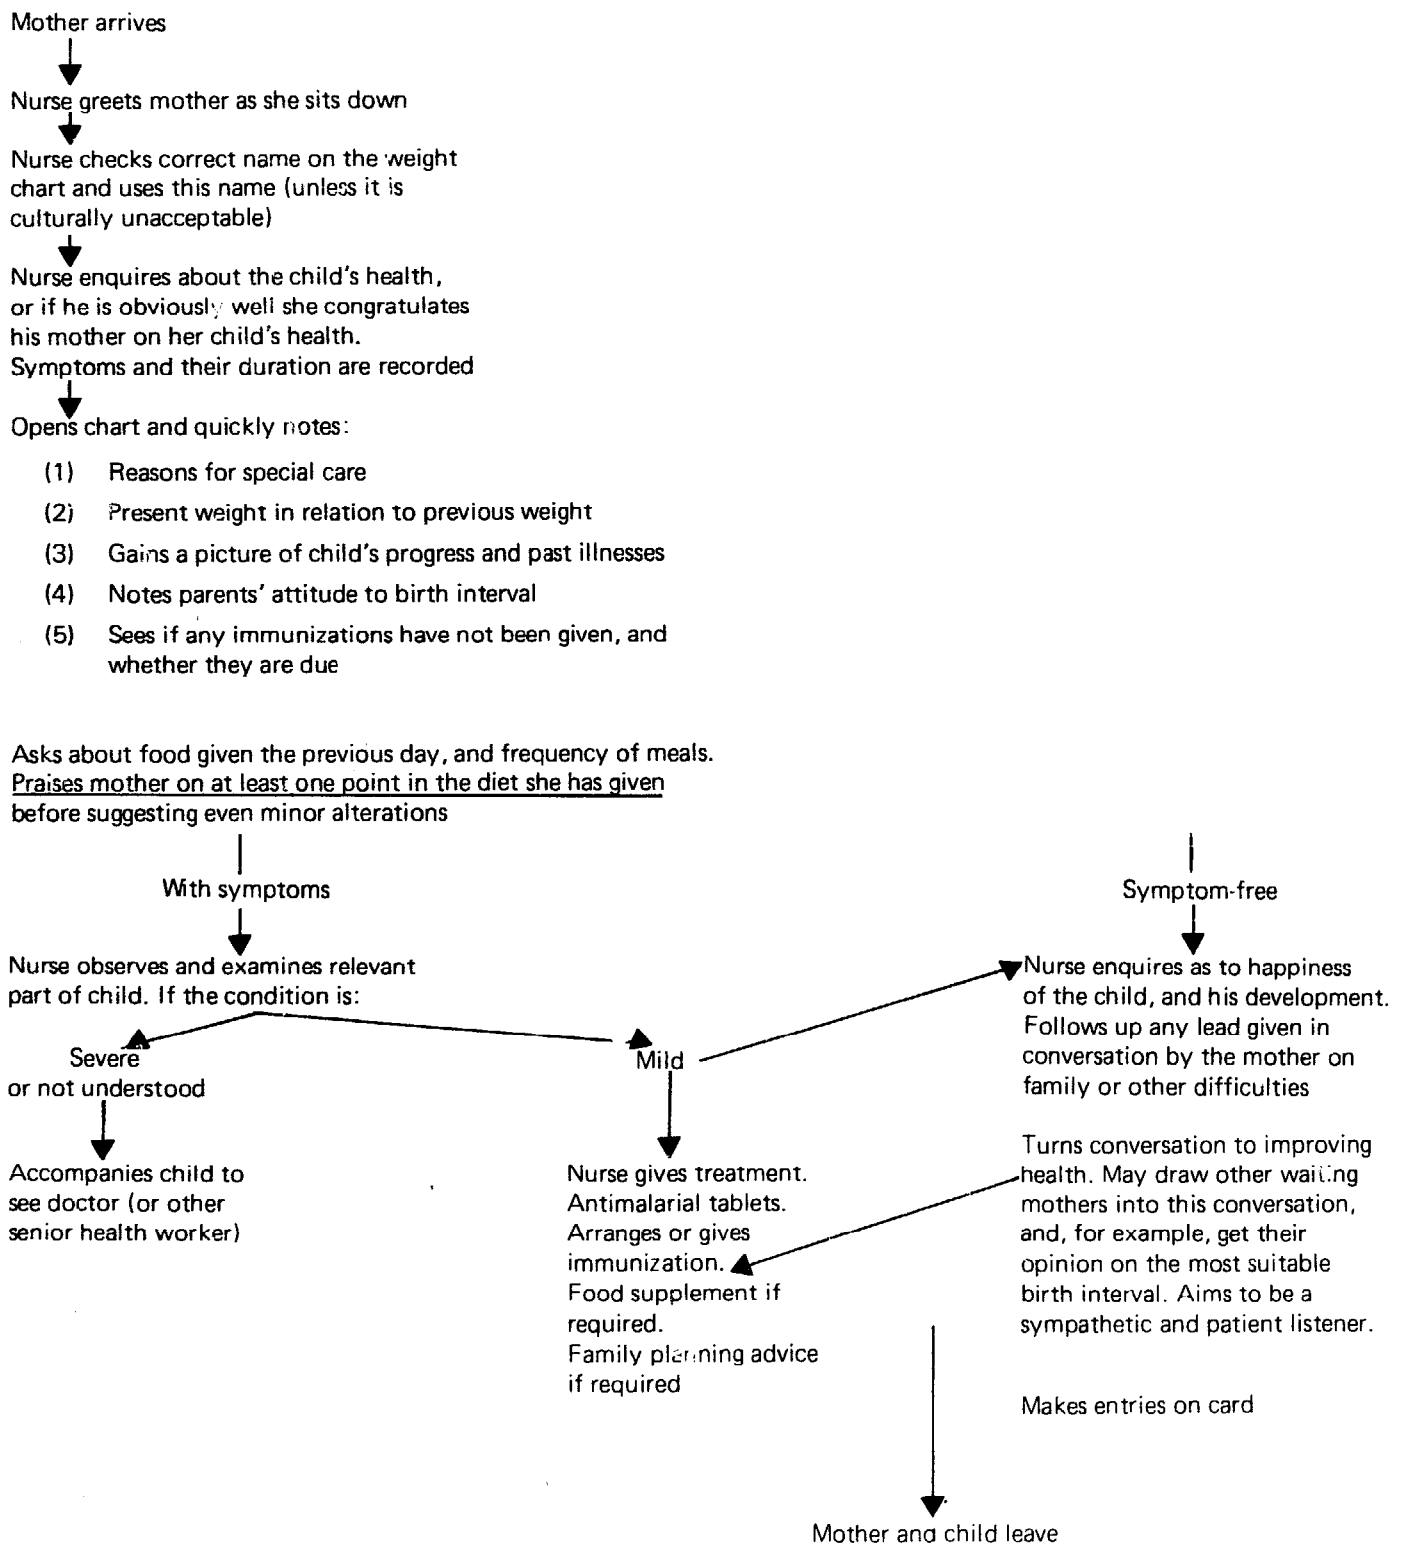 Mother arrives
Nurse greets mother as she sits down
Nurse checks correct name on the weight
chart and uses this name (unless it is
culturally unacceptable)
Nurse enquires about the child's health,
or if he is obviously well she congratulates
his mother on her child's health.
Symptoms and their duration are recorded
Opens chart and quickly notes:
(1) Reasons for special care
(2) Present weight in relation to previous weight
(3) Gains a picture of child's progress and past illnesses
(4) Notes parents' attitude to birth interval
(5) Sees if any immunizations have not been given, and
whether they are due
Asks about food given the previous day, and frequency of meals.
Praises mother on at least one point in the diet she has given
before suggesting even minor alterations
With symptoms
Nurse observes and examines relevant
part of child. If the condition is:
Severe
or not understood
Accompanies child to
see doctor (or other
senior health worker)
Mild
Nurse gives treatment.
Antimalarial tablets.
Arranges or gives
immunization.
Food supplement if
required.
Family planning advice
if required
Symptom-free
Nurse enquires as to happiness
of the child, and his development.
Follows up any lead given in
conversation by the mother on
family or other difficulties
Turns conversation to improving
health. May draw other waiting
mothers into this conversation,
and, for example, get their
opinion on the most suitable
birth interval. Aims to be a
sympathetic and patient listener.
Makes entries on card
Mother and child leave